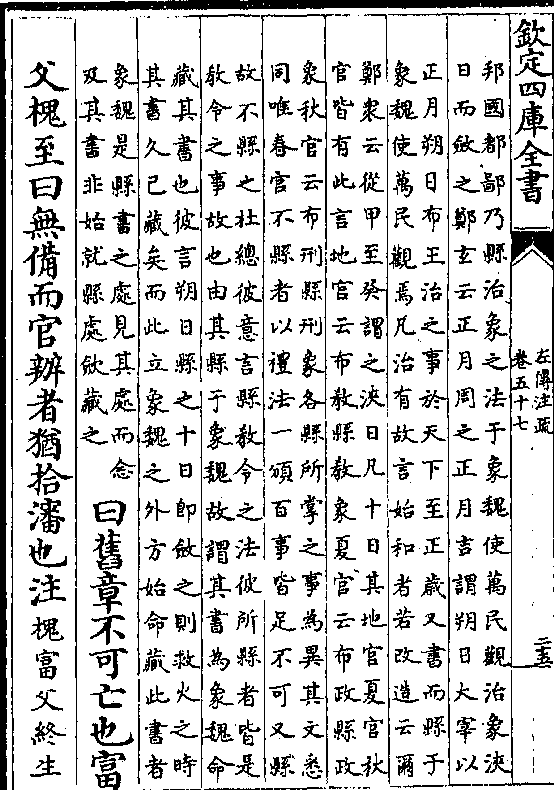 欽定四庫全書
左傳注疏
卷五十七
邦國都鄙乃縣治象之法于象魏使萬民觀治象浹
日而斂之鄭玄云正月周之正月吉謂朔日大宰以
正月朔日布王治之事於天下至正歲又書而縣于
象魏使萬民觀焉凡治有故言始和者若改造云爾
鄭衆云從甲至癸謂之浹日凡十日其地官夏官秋
官皆有此言地官云布教縣教象夏官云布政縣政
象秋官云布刑縣刑象各縣所掌之事為異其文悉
同唯春官不縣者以禮法一頒百事皆足不可又縣
故不縣之杜總彼意言縣教令之法彼所縣者皆是
教令之事故也由其縣于象魏故謂其書為象魏命
藏其書也彼言朔日縣之十日即斂之則救火之時
其書久已藏矣而此立象魏之外方始命藏此書者
象魏是縣書之處見其處而念
及其書非始就縣處斂藏之
曰舊章不可亡也富
父槐至曰無備而官辨者猶拾瀋也注槐富父終生